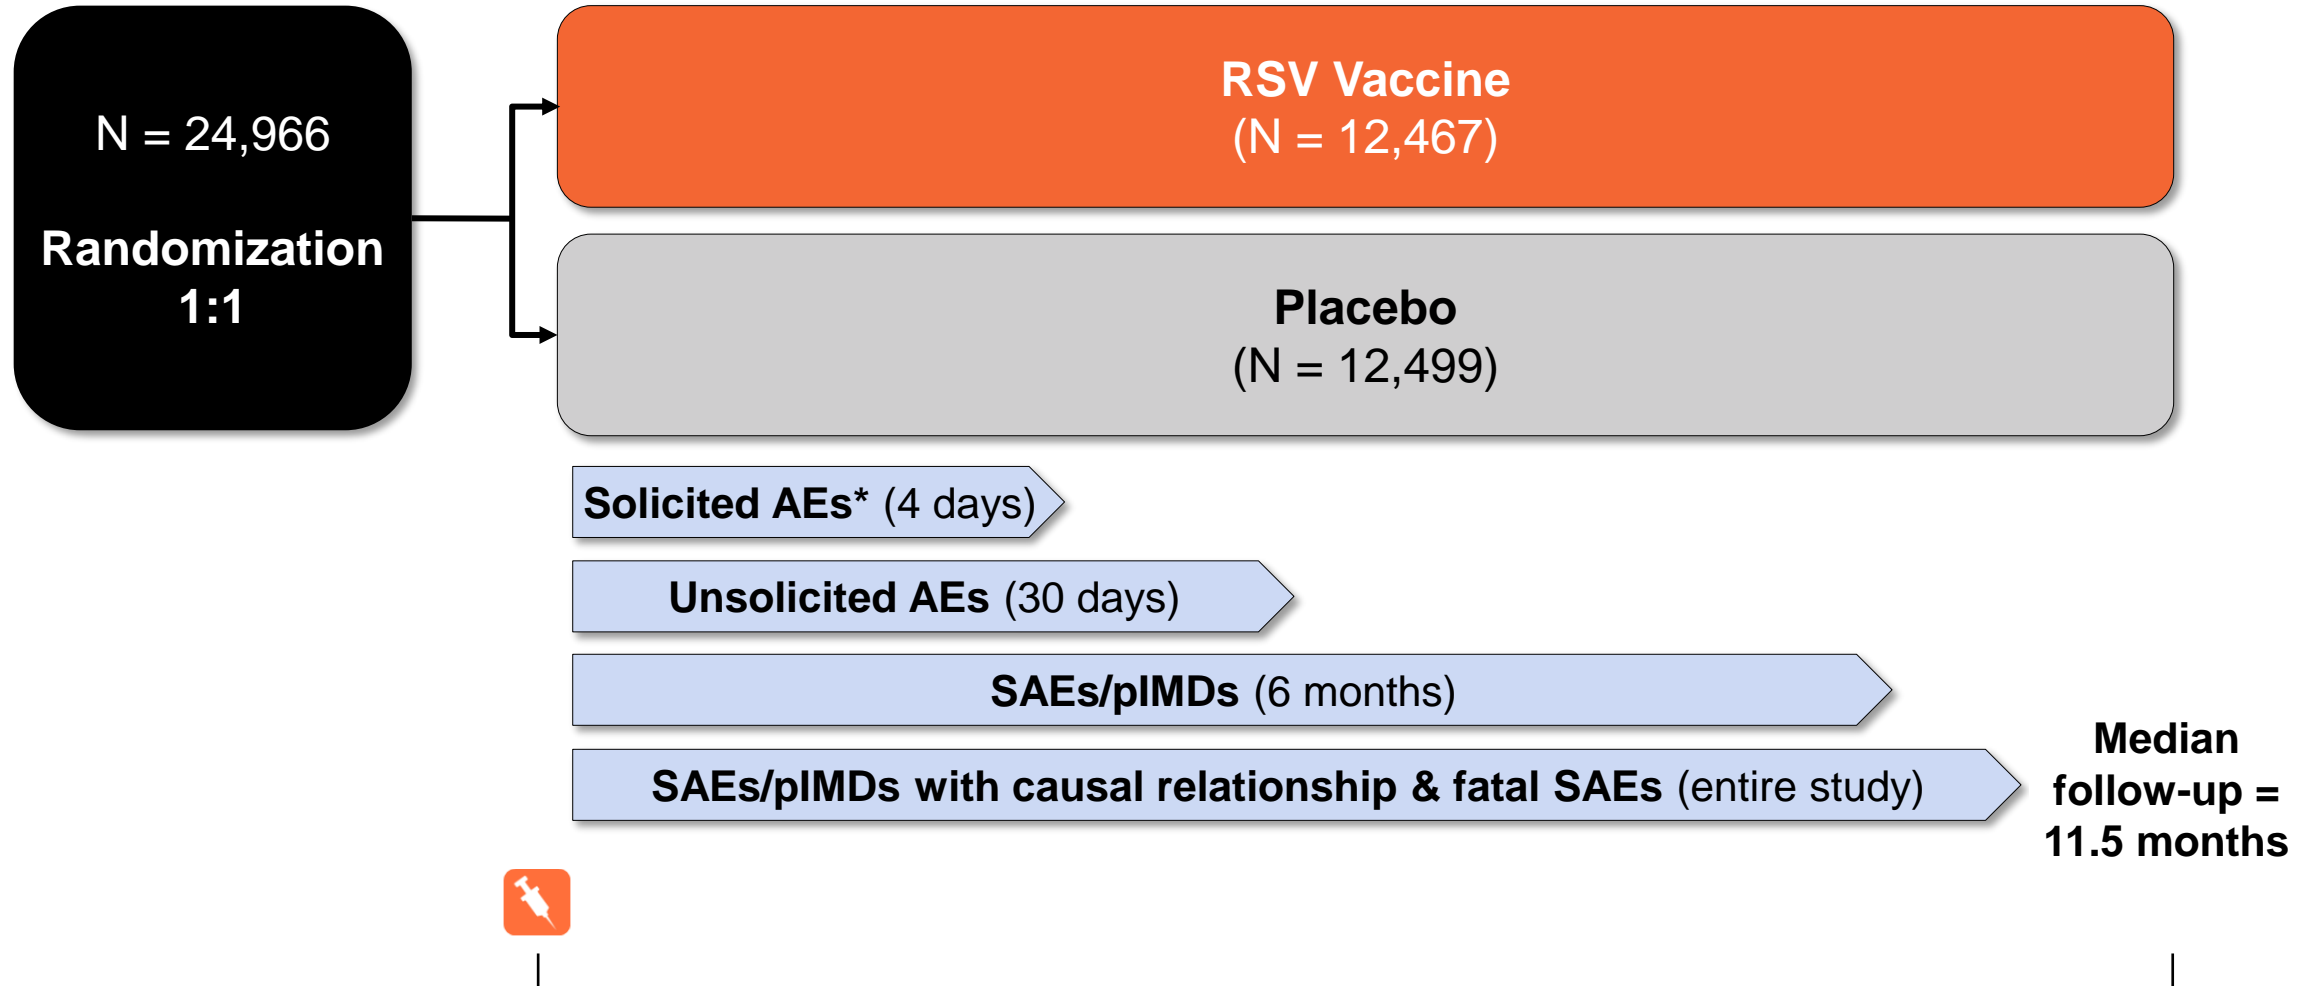 N = 24,966
Randomization
1:1
RSV Vaccine
(N = 12,467)
Placebo
(N = 12,499)
Solicited AEs* (4 days)
Unsolicited AEs (30 days)
SAEs/pIMDs (6 months)
SAEs/pIMDs with causal relationship & fatal SAEs (entire study)
Median
follow-up =
11.5 months